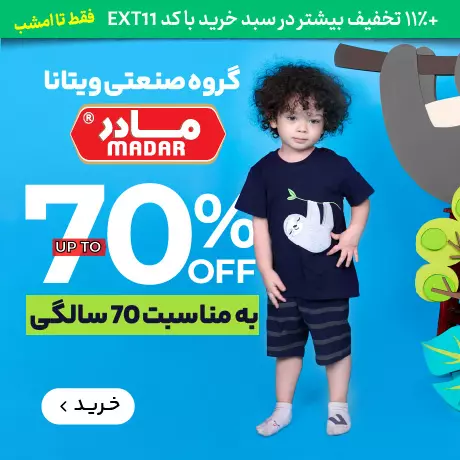 +۱۱٪ تخفیف بیشتر در سبد خرید با کد EXT11 فقط تا امشب
گروه صنعتی ویتانا
مادر ®
MADAR
70%
UP TO
OFF
به مناسبت 70 سالگی
خرید ›